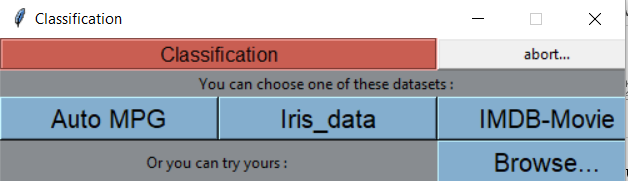 Classification
Classification abort...
You can choose one of these datasets :
Auto MPG Iris_data IMDB-Movie
Or you can try yours : Browse...